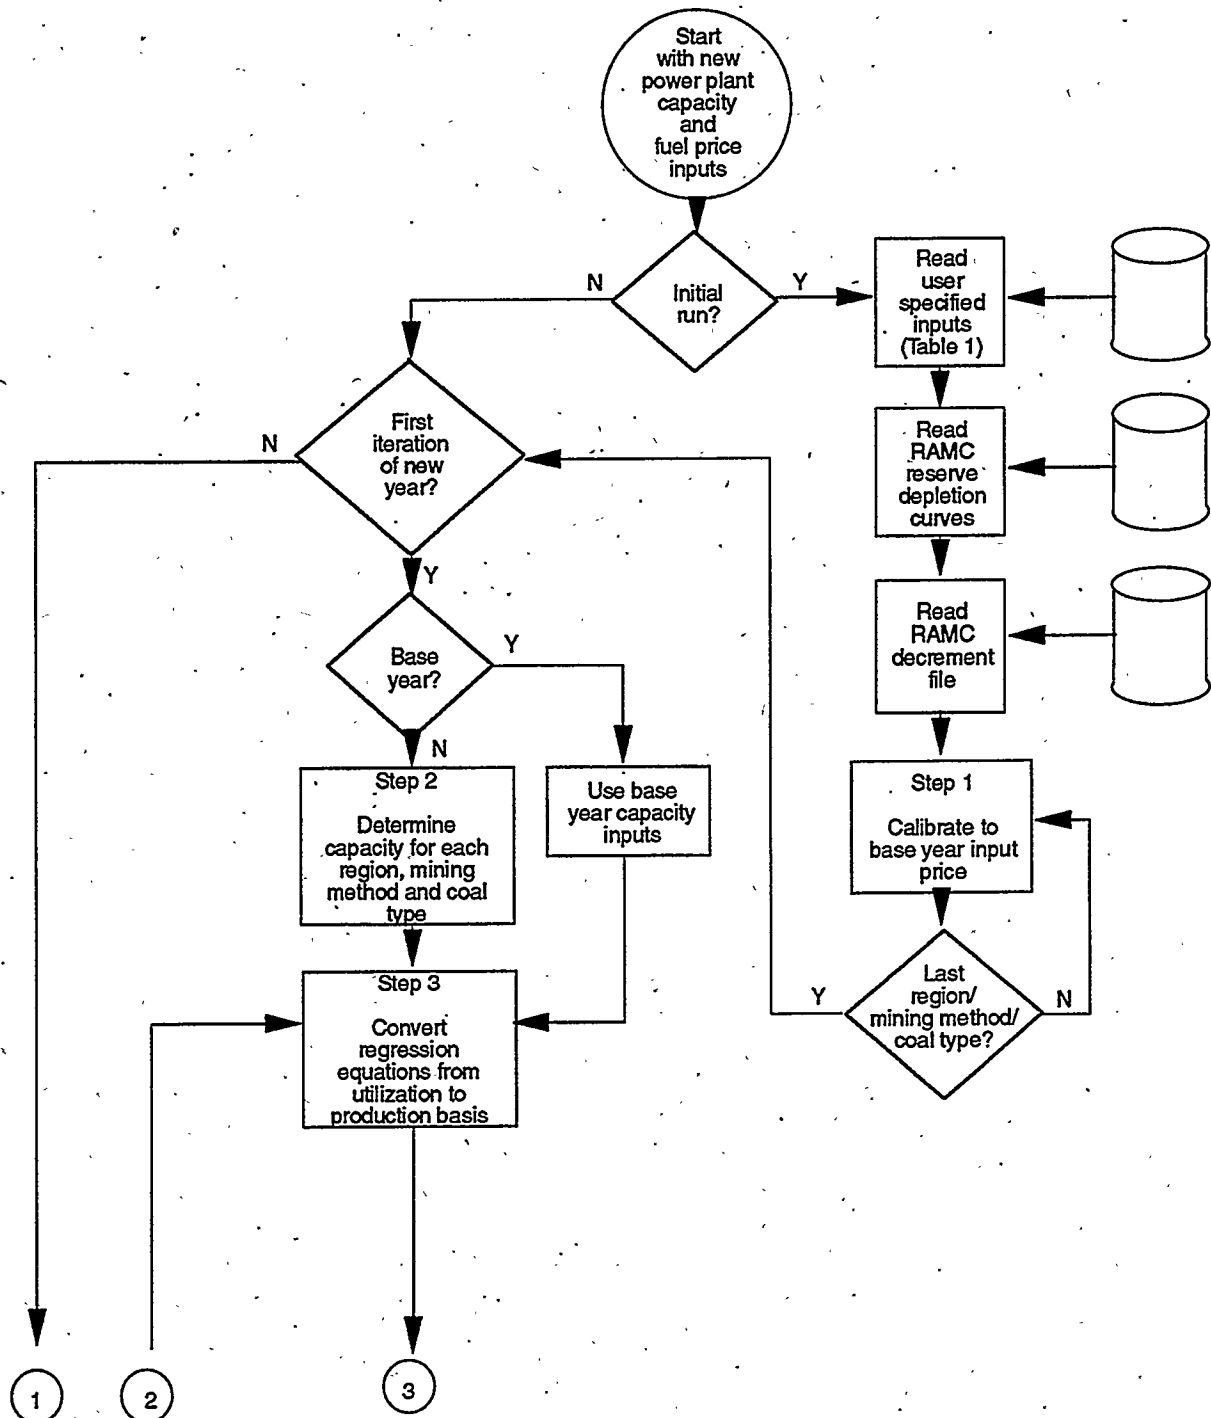 Start
with new
power plant
capacity
and
fuel price
inputs
N
Initial
run?
Y
Read
user
specified
inputs
(Table 1)
Read
RAMC
reserve
depletion
curves
Read
RAMC
decrement
file
Step 1
Calibrate to
base year input
price
Last
region/
mining method/
coal type?
Y
N
N
First
iteration
of new
year?
Y
Base
year?
Y
N
Step 2
Determine
capacity for each
region, mining
method and coal
type
Use base
year capacity
inputs
Step 3
Convert
regression
equations from
utilization to
production basis
1
2
3